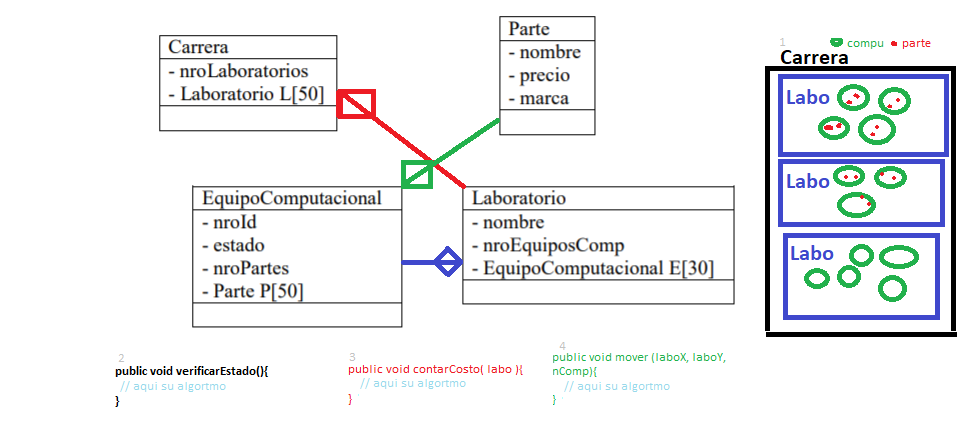 Carrera
- nroLaboratorios
- Laboratorio L[50]
Parte
- nombre
- precio
- marca
EquipoComputacional
- nroId
- estado
- nroPartes
- Parte P[50]
Laboratorio
- nombre
- nroEquiposComp
- EquipoComputacional E[30]
1
compu
parte
Carrera
Labo
Labo
Labo
2
public void verificarEstado(){
// aqui su algortmo
}
3
public void contarCosto( labo ){
// aqui su algortmo
}
4
public void mover (laboX, laboY,
nComp){
// aqui su algortmo
}